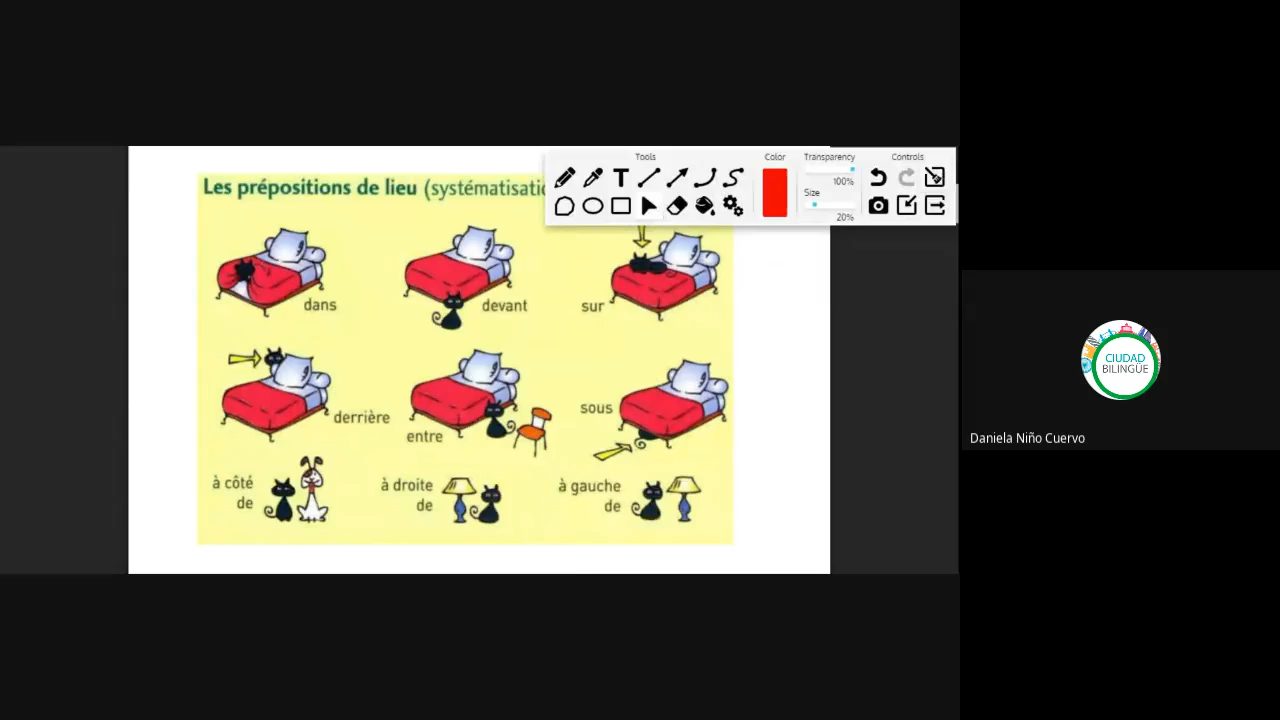 Tools
Color
Transparency
Controls
T
100%
Size
20%
Les prépositions de lieu (systématisatio
dans
devant
sur
derrière
entre
sous
à côté
de
à droite
de
à gauche
de
CIUDAD
BILINGÜE
Daniela Niño Cuervo